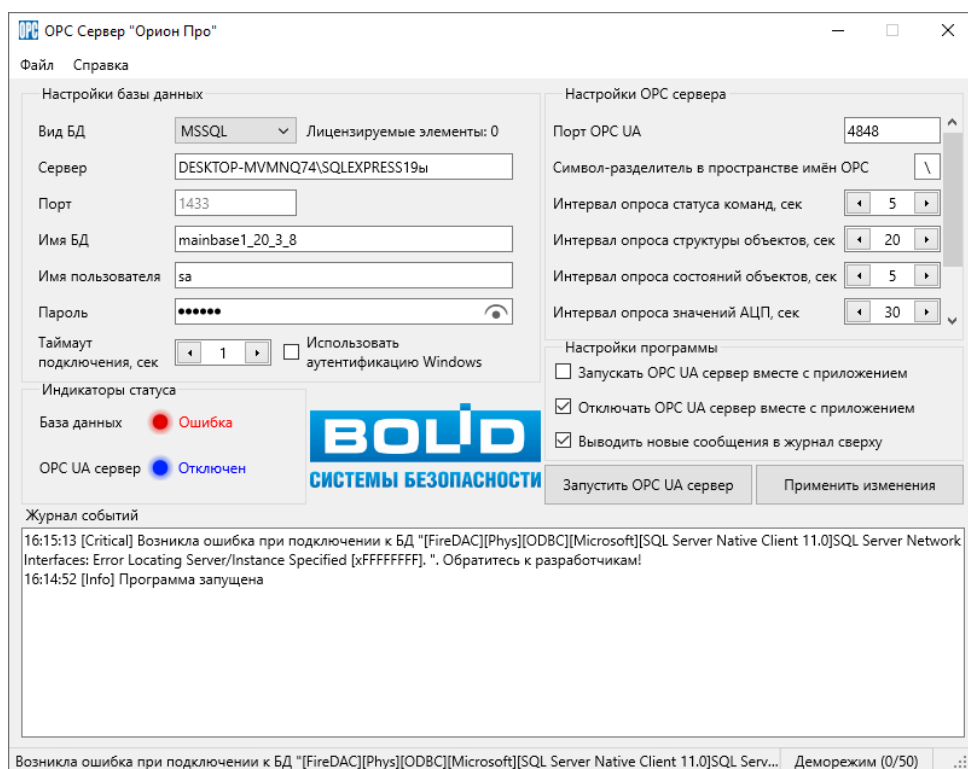 ОРС Сервер "Орион Про"
Файл Справка
Настройки базы данных
Вид БД MSSQL Лицензируемые элементы: 0
Сервер DESKTOP-MVMNQ74\SQLEXPRESS19ы
Порт 1433
Имя БД mainbase1_20_3_8
Имя пользователя sa
Пароль ••••••
Таймаут
подключения, сек 1 Использовать
аутентификацию Windows
Настройки ОРС сервера
Порт OPC UA 4848
Символ-разделитель в пространстве имён ОРС \
Интервал опроса статуса команд, сек 5
Интервал опроса структуры объектов, сек 20
Интервал опроса состояний объектов, сек 5
Интервал опроса значений АЦП, сек 30
Настройки программы
Запускать OPC UA сервер вместе с приложением
Отключать OPC UA сервер вместе с приложением
Выводить новые сообщения в журнал сверху
Индикаторы статуса
База данных Ошибка
OPC UA сервер Отключен
BOLID
СИСТЕМЫ БЕЗОПАСНОСТИ
Запустить OPC UA сервер Применить изменения
Журнал событий
16:15:13 [Critical] Возникла ошибка при подключении к БД "[FireDAC][Phys][ODBC][Microsoft][SQL Server Native Client 11.0]SQL Server Network
Interfaces: Error Locating Server/Instance Specified [xFFFFFFFF]. ". Обратитесь к разработчикам!
16:14:52 [Info] Программа запущена
Возникла ошибка при подключении к БД "[FireDAC][Phys][ODBC][Microsoft][SQL Server Native Client 11.0]SQL Serv... Деморежим (0/50)